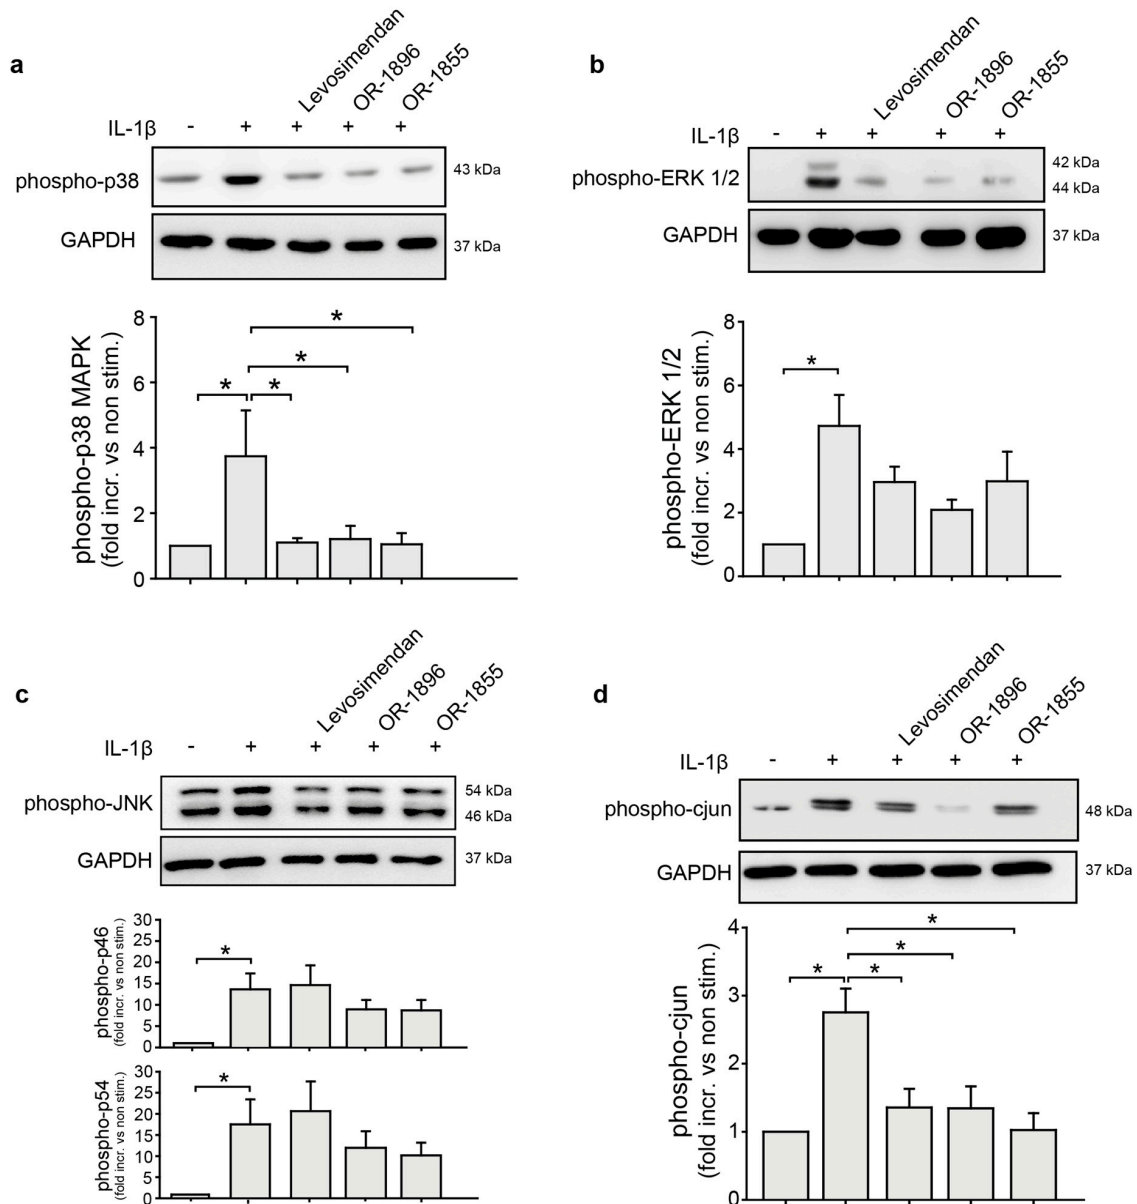 a
Levosimendan
OR-1896
OR-1855
IL-1β - + + + +
phospho-p38 43 kDa
GAPDH 37 kDa
phospho-p38 MAPK
(fold incr. vs non stim.)
8
6
4
2
0
*
*
*
*
b
Levosimendan
OR-1896
OR-1855
IL-1β - + + + +
phospho-ERK 1/2 42 kDa
44 kDa
GAPDH 37 kDa
phospho-ERK 1/2
(fold incr. vs non stim.)
8
6
4
2
0
*
c
Levosimendan
OR-1896
OR-1855
IL-1β - + + + +
phospho-JNK 54 kDa
46 kDa
GAPDH 37 kDa
phospho-p46
(fold incr. vs non stim.)
30
25
20
15
10
5
0
*
phospho-p54
(fold incr. vs non stim.)
30
25
20
15
10
5
0
*
d
Levosimendan
OR-1896
OR-1855
IL-1β - + + + +
phospho-cjun 48 kDa
GAPDH 37 kDa
phospho-cjun
(fold incr. vs non stim.)
4
3
2
1
0
*
*
*
*